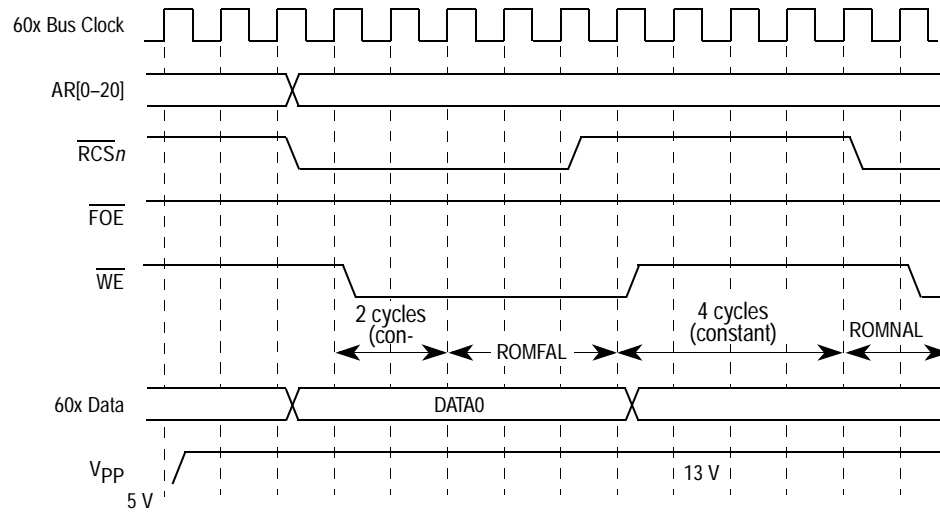 60x Bus Clock
AR[0–20]
RCSn
FOE
WE
2 cycles
(con-
ROMFAL
4 cycles
(constant)
ROMNAL
60x Data
DATA0
VPP
13 V
5 V